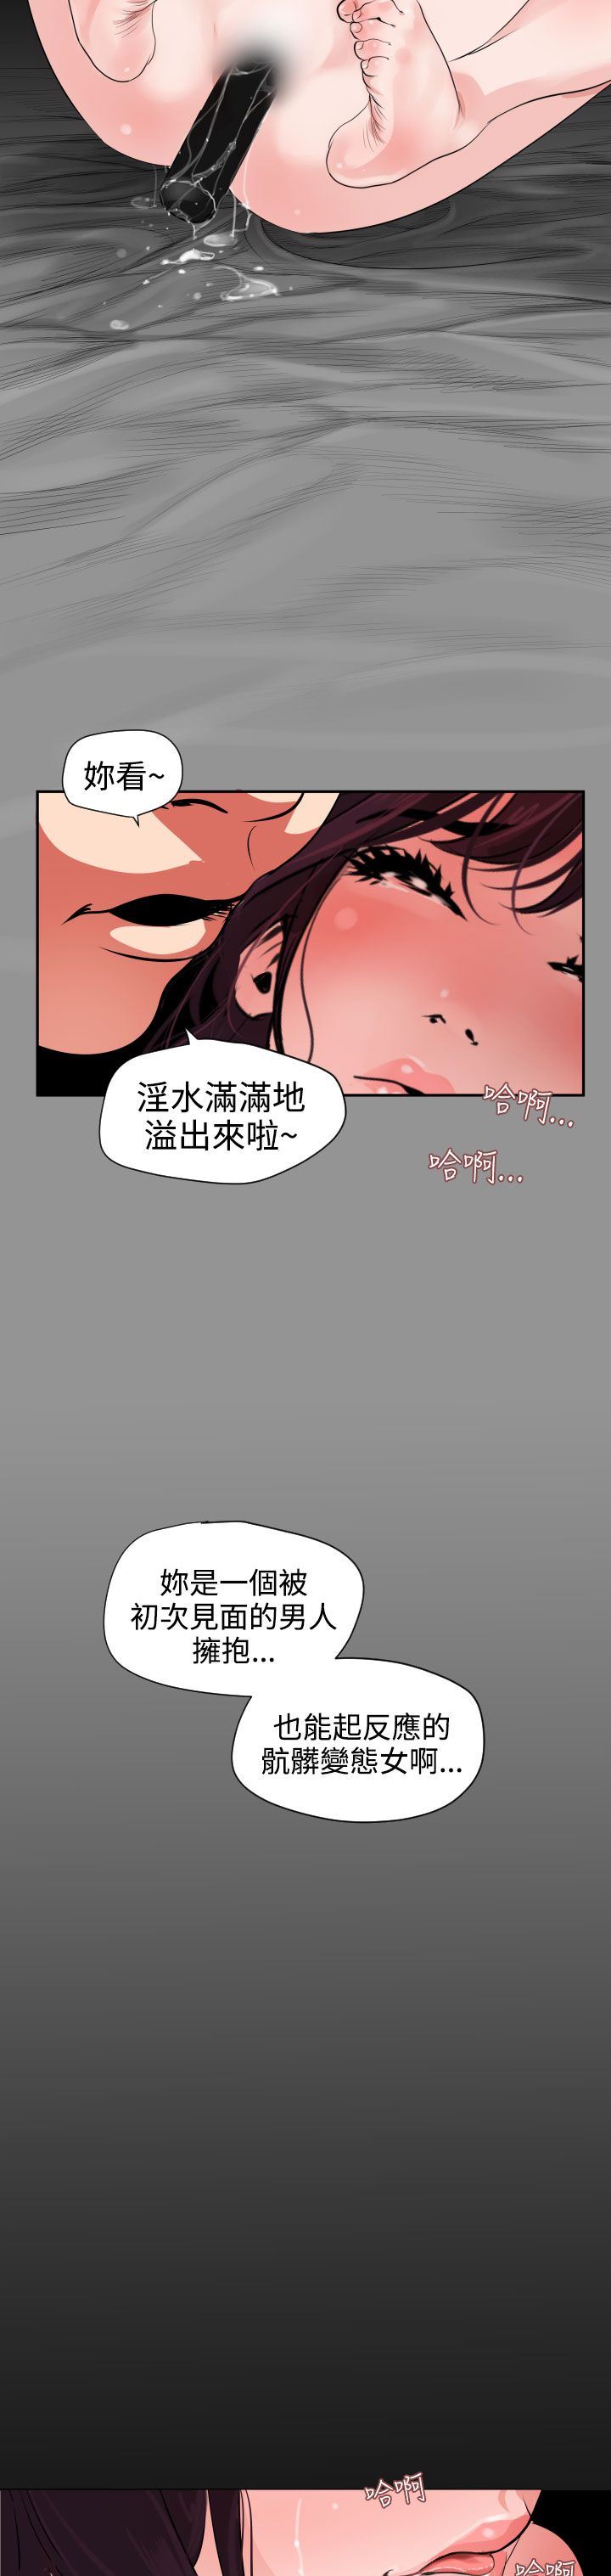 妳看~
淫水滿滿地
溢出來啦~
哈啊...
哈啊...
妳是一個被
初次見面的男人
擁抱...
也能起反應的
骯髒變態女啊...
哈啊
哈啊